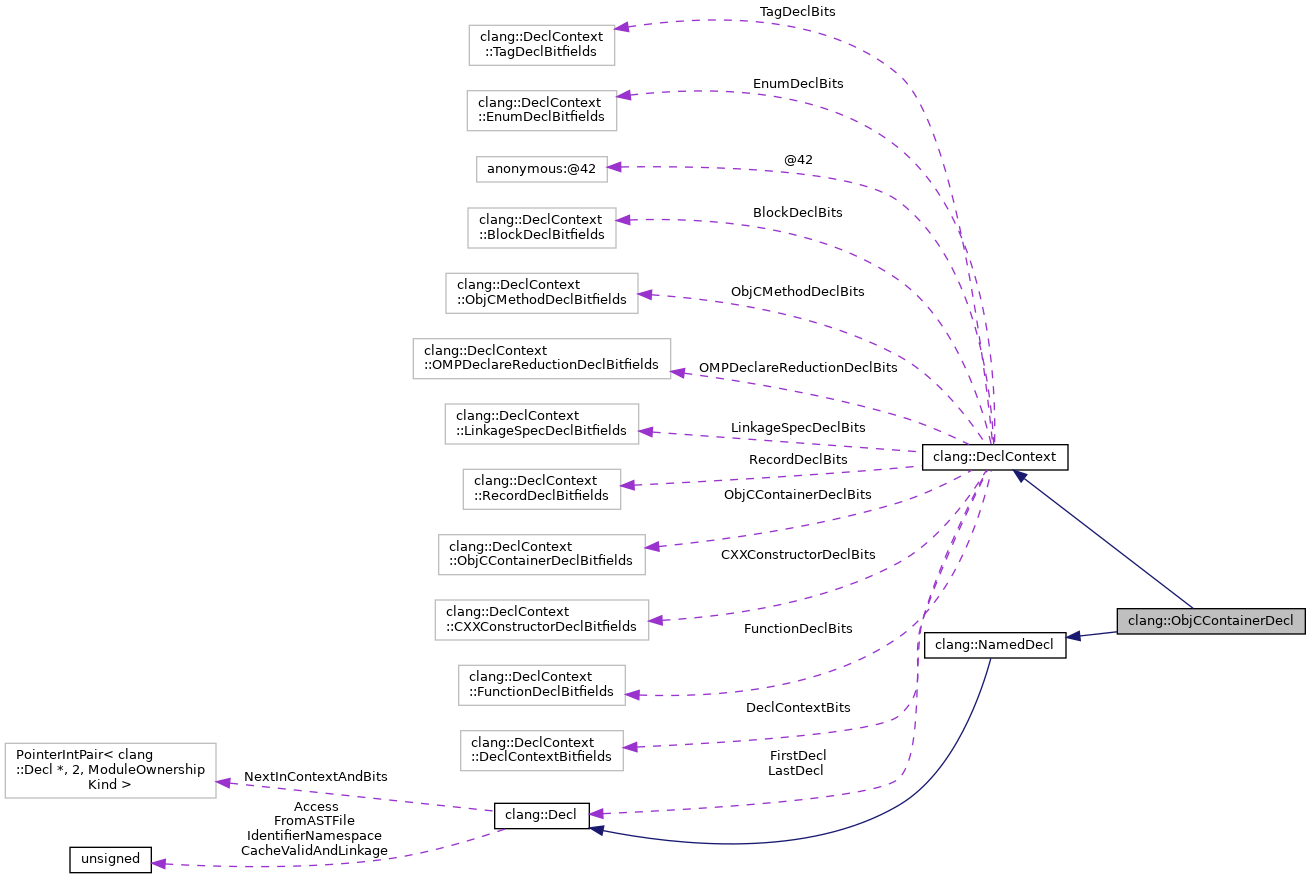 TagDeclBits
clang::DeclContext
::TagDeclBitfields
EnumDeclBits
clang::DeclContext
::EnumDeclBitfields
@42
anonymous:@42
BlockDeclBits
clang::DeclContext
::BlockDeclBitfields
ObjCMethodDeclBits
clang::DeclContext
::ObjCMethodDeclBitfields
OMPDeclareReductionDeclBits
clang::DeclContext
::OMPDeclareReductionDeclBitfields
LinkageSpecDeclBits
clang::DeclContext
::LinkageSpecDeclBitfields
clang::DeclContext
RecordDeclBits
clang::DeclContext
::RecordDeclBitfields
ObjCContainerDeclBits
clang::DeclContext
::ObjCContainerDeclBitfields
CXXConstructorDeclBits
clang::DeclContext
::CXXConstructorDeclBitfields
clang::ObjCContainerDecl
FunctionDeclBits
clang::NamedDecl
clang::DeclContext
::FunctionDeclBitfields
DeclContextBits
clang::DeclContext
::DeclContextBitfields
FirstDecl
LastDecl
PointerIntPair< clang
::Decl *, 2, ModuleOwnership
Kind >
NextInContextAndBits
clang::Decl
Access
FromASTFile
IdentifierNamespace
CacheValidAndLinkage
unsigned